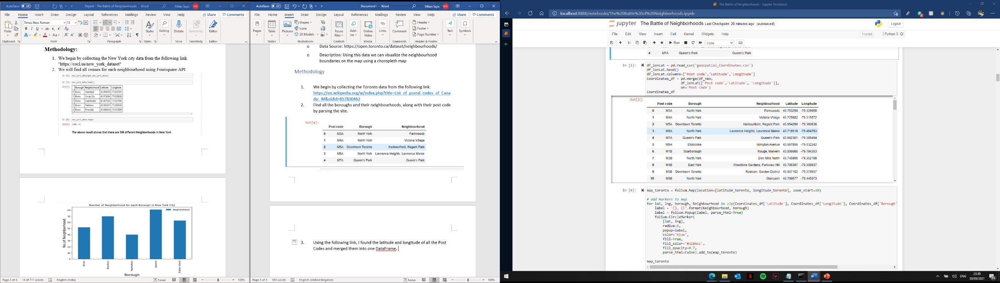 AutoSave Off
Report - The Battle of Neighborhoods - Word
Milan Sajiv MS
File Home Insert Draw Design Layout References Mailings Review View Help Share Comments
Times New Roman 13
Paste Styles Editing Dictate Sensitivity Editor
Clipboard Font Paragraph Styles Voice Sensitivity Editor
Methodology:
1. We begin by collecting the New York city data from the following link
"https://cocl.us/new_york_dataset"
2. We will find all venues for each neighbourhood using Foursquare API
In [6]: new_york_data=get_new_york_data()
In [7]: new_york_data.head()
Out[7]: Borough Neighborhood Latitude Longitude
0 Bronx Wakefield 40.894705 -73.847201
1 Bronx Co-op City 40.874294 -73.829939
2 Bronx Eastchester 40.887556 -73.827806
3 Bronx Fieldston 40.895437 -73.905643
4 Bronx Riverdale 40.890834 -73.912585
In [8]: new_york_data.shape
Out[8]: (306, 4)
The above result shows that there are 306 different Neighborhoods in New York.
Number of Neighborhood for each Borough in New York City
Neighborhood
No.of Neighborhood
80
70
60
50
40
30
20
10
0
Bronx Brooklyn Manhattan Queens Staten Island
Borough
Page 2 of 6 14 of 711 words English (India) Focus 100%
AutoSave Off
Document1 - Word
Milan Sajiv MS
File Home Insert Draw Design Layout References Mailings Review View Help Share Comments
Pages Table Pictures Shapes Icons 3D Models Reuse Files Add-ins Online Video Links Comment Header Footer Page Number Text Symbols
Tables Illustrations Content Media Comments Header & Footer
o Data Source: https://open.toronto.ca/dataset/neighbourhoods/
o Description: Using this data we can visualize the neighbourhood
boundaries on the map using a choropleth map
Methodology
1. We begin by collecting the Toronto data from the following link:
https://en.wikipedia.org/w/index.php?title=List_of_postal_codes_of_Cana
da:_M&oldid=857830462
2. Find all the boroughs and their neighbourhoods, along with their post code
by parsing the site.
Out[4]:
Post code Borough Neighbourhood
0 M3A North York Parkwoods
1 M4A North York Victoria Village
2 M5A Downtown Toronto Harbourfront, Regent Park
3 M6A North York Lawrence Heights, Lawrence Manor
4 M7A Queen's Park Queen's Park
3. Using the following link, I found the latitude and longitude of all the Post
Codes and merged them into one DataFrame.
Page 3 of 3 383 words English (United Kingdom) Focus 100%
The Battle of Neighborhoods - Jupyter Notebook
localhost:8888/notebooks/The%20Battle%20of%20Neighborhoods.ipynb
jupyter The Battle of Neighborhoods Last Checkpoint: 20 minutes ago (autosaved) Logout
File Edit View Insert Cell Kernel Widgets Help Trusted Python 3
Run Code
4 M7A Queen's Park Queen's Park
In [5]: df_lonLat = pd.read_csv('geospatial_Coordinates.csv')
df_lonLat.head()
df_lonLat.columns=['Post code','Latitude','Longitude']
Coordinates_df = pd.merge(df_new,
df_lonLat[['Post code','Latitude', 'Longitude']],
on='Post code')
Coordinates_df
Out[5]:
Post code Borough Neighbourhood Latitude Longitude
0 M3A North York Parkwoods 43.753259 -79.329656
1 M4A North York Victoria Village 43.725882 -79.315572
2 M5A Downtown Toronto Harbourfront, Regent Park 43.654260 -79.360636
3 M6A North York Lawrence Heights, Lawrence Manor 43.718518 -79.464763
4 M7A Queen's Park Queen's Park 43.662301 -79.389494
5 M9A Etobicoke Islington Avenue 43.667856 -79.532242
6 M1B Scarborough Rouge, Malvern 43.806686 -79.194353
7 M3B North York Don Mills North 43.745906 -79.352188
8 M4B East York Woodbine Gardens, Parkview Hill 43.706397 -79.309937
9 M5B Downtown Toronto Ryerson, Garden District 43.657162 -79.378937
10 M6B North York Glencairn 43.709577 -79.445073
In [6]: map_toronto = folium.Map(location=[latitude_toronto, longitude_toronto], zoom_start=10)
# add markers to map
for lat, lng, borough, Neighbourhood in zip(Coordinates_df['Latitude'], Coordinates_df['Longitude'], Coordinates_df['Borough'
label = '{}, {}'.format(Neighbourhood, borough)
label = folium.Popup(label, parse_html=True)
folium.CircleMarker(
[lat, lng],
radius=5,
popup=label,
color='blue',
fill=True,
fill_color='#3186cc',
fill_opacity=0.7,
parse_html=False).add_to(map_toronto)
map_toronto
ENG
23:39
30/03/2021
26